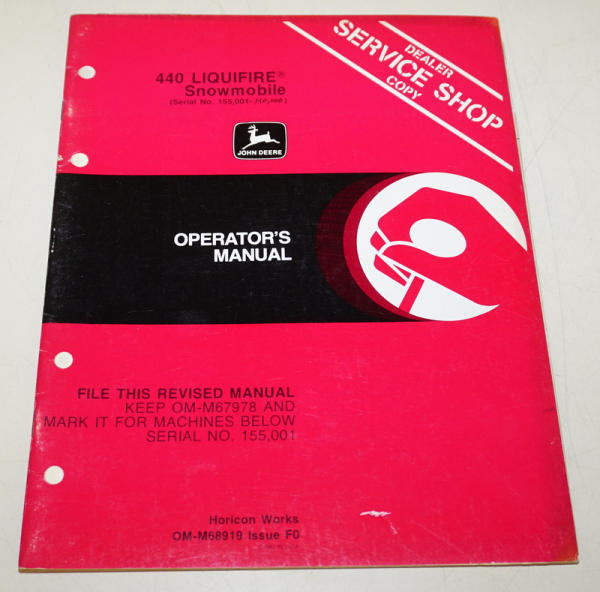 440 LIQUIFIRE®
Snowmobile
(Serial No. 155,001-
DEALER
SERVICE SHOP
COPY
JOHN DEERE
OPERATOR'S
MANUAL
FILE THIS REVISED MANUAL
KEEP OM-M67978 AND
MARK IT FOR MACHINES BELOW
SERIAL NO. 155,001
Horicon Works
OM-M68919 Issue F0